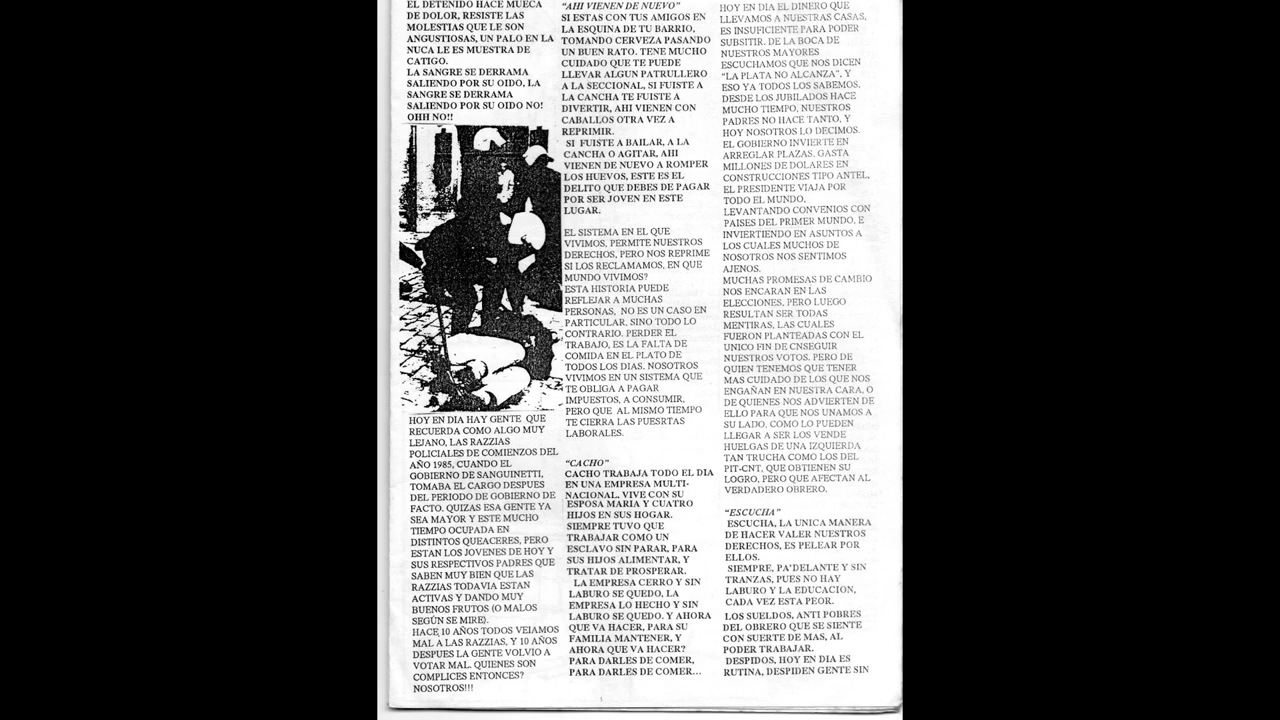 EL DETENIDO HACE MUECA
DE DOLOR, RESISTE LAS
MOLESTIAS QUE LE SON
ANGUSTIOSAS, UN PALO EN LA
NUCA LE ES MUESTRA DE
CATIGO.
LA SANGRE SE DERRAMA
SALIENDO POR SU OIDO, LA
SANGRE SE DERRAMA
SALIENDO POR SU OIDO NO!
OHH NO!!
HOY EN DIA HAY GENTE QUE
RECUERDA COMO ALGO MUY
LEJANO, LAS RAZZIAS
POLICIALES DE COMIENZOS DEL
AÑO 1985, CUANDO EL
GOBIERNO DE SANGUINETTI,
TOMABA EL CARGO DESPUES
DEL PERIODO DE GOBIERNO DE
FACTO. QUIZAS ESA GENTE YA
SEA MAYOR Y ESTE MUCHO
TIEMPO OCUPADA EN
DISTINTOS QUEACERES, PERO
ESTAN LOS JOVENES DE HOY Y
SUS RESPECTIVOS PADRES QUE
SABEN MUY BIEN QUE LAS
RAZZIAS TODAVIA ESTAN
ACTIVAS Y DANDO MUY
BUENOS FRUTOS (O MALOS
SEGÚN SE MIRE).
HACE 10 AÑOS TODOS VEIAMOS
MAL A LAS RAZZIAS, Y 10 AÑOS
DESPUES LA GENTE VOLVIO A
VOTAR MAL. QUIENES SON
COMPLICES ENTONCES?
NOSOTROS!!!
"AHI VIENEN DE NUEVO"
SI ESTAS CON TUS AMIGOS EN
LA ESQUINA DE TU BARRIO,
TOMANDO CERVEZA PASANDO
UN BUEN RATO. TENE MUCHO
CUIDADO QUE TE PUEDE
LLEVAR ALGUN PATRULLERO
A LA SECCIONAL, SI FUISTE A
LA CANCHA TE FUISTE A
DIVERTIR, AHI VIENEN CON
CABALLOS OTRA VEZ A
REPRIMIR.
SI FUISTE A BAILAR, A LA
CANCHA O AGITAR, AHI
VIENEN DE NUEVO A ROMPER
LOS HUEVOS, ESTE ES EL
DELITO QUE DEBES DE PAGAR
POR SER JOVEN EN ESTE
LUGAR.
EL SISTEMA EN EL QUE
VIVIMOS, PERMITE NUESTROS
DERECHOS, PERO NOS REPRIME
SI LOS RECLAMAMOS, EN QUE
MUNDO VIVIMOS?
ESTA HISTORIA PUEDE
REFLEJAR A MUCHAS
PERSONAS, NO ES UN CASO EN
PARTICULAR, SINO TODO LO
CONTRARIO. PERDER EL
TRABAJO, ES LA FALTA DE
COMIDA EN EL PLATO DE
TODOS LOS DIAS. NOSOTROS
VIVIMOS EN UN SISTEMA QUE
TE OBLIGA A PAGAR
IMPUESTOS, A CONSUMIR,
PERO QUE AL MISMO TIEMPO
TE CIERRA LAS PUESRTAS
LABORALES.
"CACHO"
CACHO TRABAJA TODO EL DIA
EN UNA EMPRESA MULTI-
NACIONAL, VIVE CON SU
ESPOSA MARIA Y CUATRO
HIJOS EN SUS HOGAR.
SIEMPRE TUVO QUE
TRABAJAR COMO UN
ESCLAVO SIN PARAR, PARA
SUS HIJOS ALIMENTAR, Y
TRATAR DE PROSPERAR.
LA EMPRESA CERRO Y SIN
LABURO SE QUEDO, LA
EMPRESA LO HECHO Y SIN
LABURO SE QUEDO. Y AHORA
QUE VA HACER, PARA SU
FAMILIA MANTENER, Y
AHORA QUE VA HACER?
PARA DARLES DE COMER,
PARA DARLES DE COMER...
HOY EN DIA EL DINERO QUE
LLEVAMOS A NUESTRAS CASAS,
ES INSUFICIENTE PARA PODER
SUBSITIR. DE LA BOCA DE
NUESTROS MAYORES
ESCUCHAMOS QUE NOS DICEN
"LA PLATA NO ALCANZA", Y
ESO YA TODOS LOS SABEMOS.
DESDE LOS JUBILADOS HACE
MUCHO TIEMPO, NUESTROS
PADRES NO HACE TANTO, Y
HOY NOSOTROS LO DECIMOS.
EL GOBIERNO INVIERTE EN
ARREGLAR PLAZAS, GASTA
MILLONES DE DOLARES EN
CONSTRUCCIONES TIPO ANTEL,
EL PRESIDENTE VIAJA POR
TODO EL MUNDO,
LEVANTANDO CONVENIOS CON
PAISES DEL PRIMER MUNDO, E
INVIERTIENDO EN ASUNTOS A
LOS CUALES MUCHOS DE
NOSOTROS NOS SENTIMOS
AJENOS.
MUCHAS PROMESAS DE CAMBIO
NOS ENCARAN EN LAS
ELECCIONES, PERO LUEGO
RESULTAN SER TODAS
MENTIRAS, LAS CUALES
FUERON PLANTEADAS CON EL
UNICO FIN DE CNSEGUIR
NUESTROS VOTOS. PERO DE
QUIEN TENEMOS QUE TENER
MAS CUIDADO DE LOS QUE NOS
ENGAÑAN EN NUESTRA CARA, O
DE QUIENES NOS ADVIERTEN DE
ELLO PARA QUE NOS UNAMOS A
SU LADO, COMO LO PUEDEN
LLEGAR A SER LOS VENDE
HUELGAS DE UNA IZQUIERDA
TAN TRUCHA COMO LOS DEL
PIT-CNT, QUE OBTIENEN SU
LOGRO, PERO QUE AFECTAN AL
VERDADERO OBRERO.
"ESCUCHA"
ESCUCHA, LA UNICA MANERA
DE HACER VALER NUESTROS
DERECHOS, ES PELEAR POR
ELLOS.
SIEMPRE, PA'DELANTE Y SIN
TRANZAS, PUES NO HAY
LABURO Y LA EDUCACION,
CADA VEZ ESTA PEOR.
LOS SUELDOS, ANTI POBRES
DEL OBRERO QUE SE SIENTE
CON SUERTE DE MAS, AL
PODER TRABAJAR.
DESPIDOS, HOY EN DIA ES
RUTINA, DESPIDEN GENTE SIN